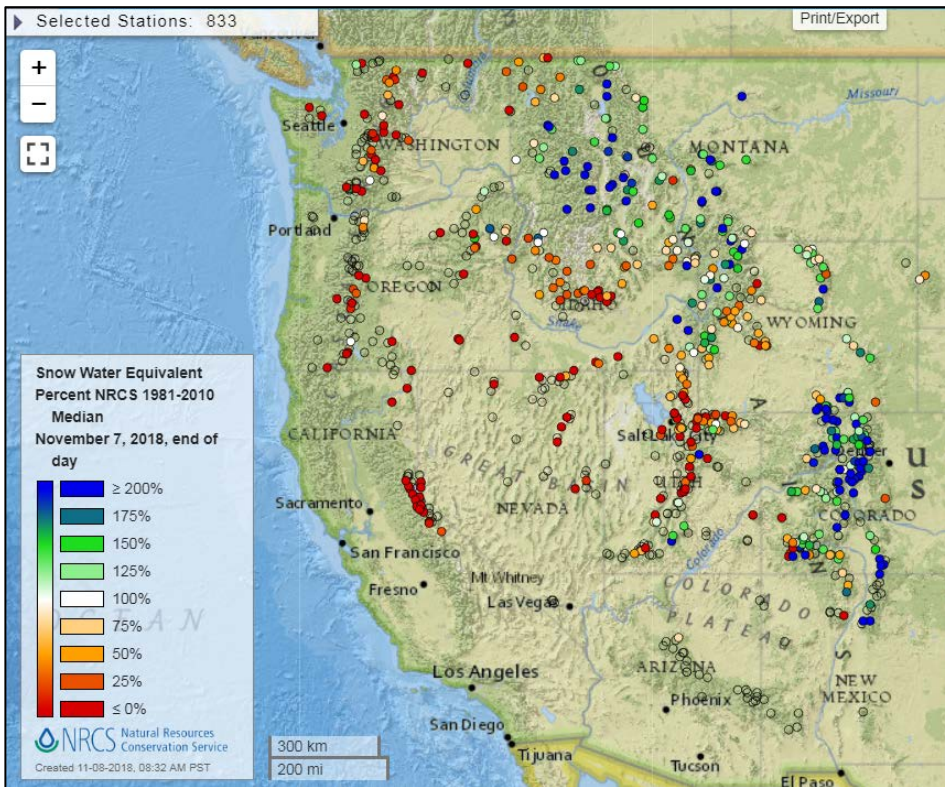 Selected Stations: 833
Print/Export
+
−
Missouri
Seattle
WASHINGTON
MONTANA
Portland
OREGON
IDAHO
Snake
WYOMING
Snow Water Equivalent
Percent NRCS 1981-2010
Median
November 7, 2018, end of
day
≥ 200%
175%
150%
125%
100%
75%
50%
25%
≤ 0%
NRCS Natural Resources
Conservation Service
Created 11-08-2018, 08:32 AM PST
CALIFORNIA
Salt Lake City
GREAT BASIN
UTAH
Denver
US
NEVADA
COLORADO
Sacramento
San Francisco
Colorado
Fresno
Mt Whitney
Las Vegas
COLORADO
PLATEAU
Los Angeles
ARIZONA
Phoenix
NEW
MEXICO
San Diego
Tijuana
Tucson
El Paso
300 km
200 mi